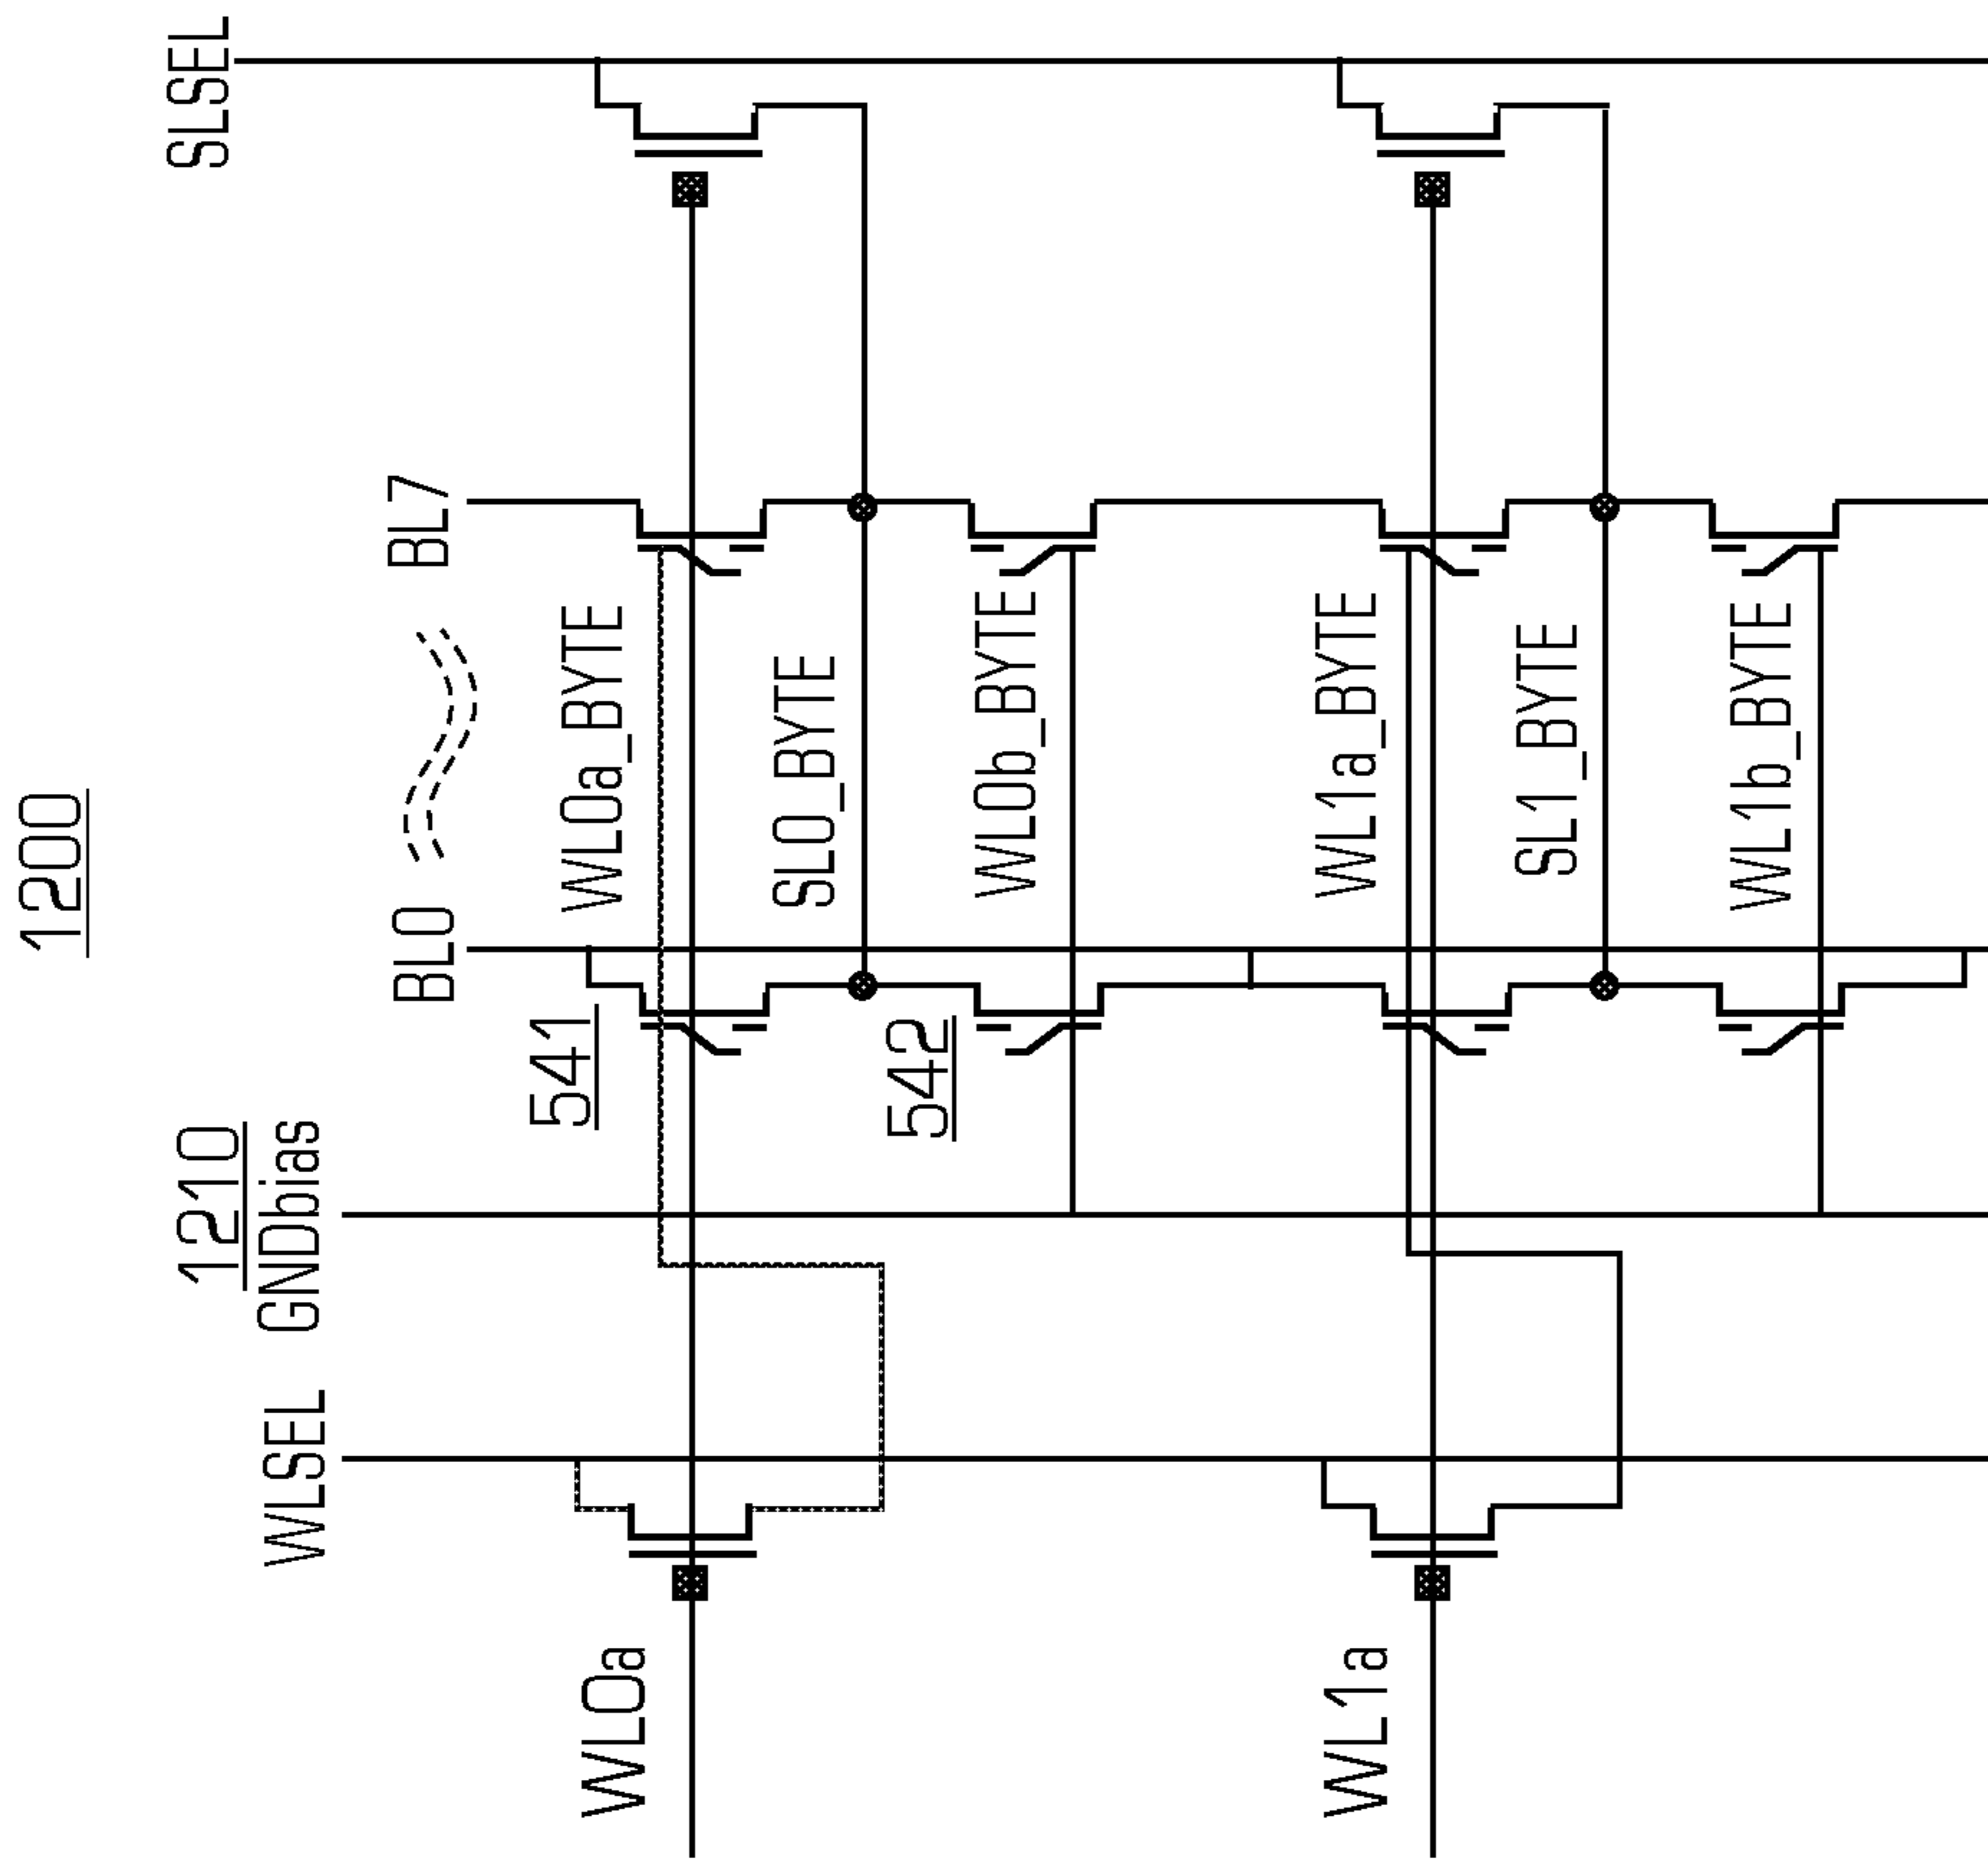 1200
1210
WLSEL
GNDbias
BL0
BL7
SLSEL
541
WL0a_BYTE
SL0_BYTE
542
WL0b_BYTE
WL0a
WL1a_BYTE
SL1_BYTE
WL1b_BYTE
WL1a